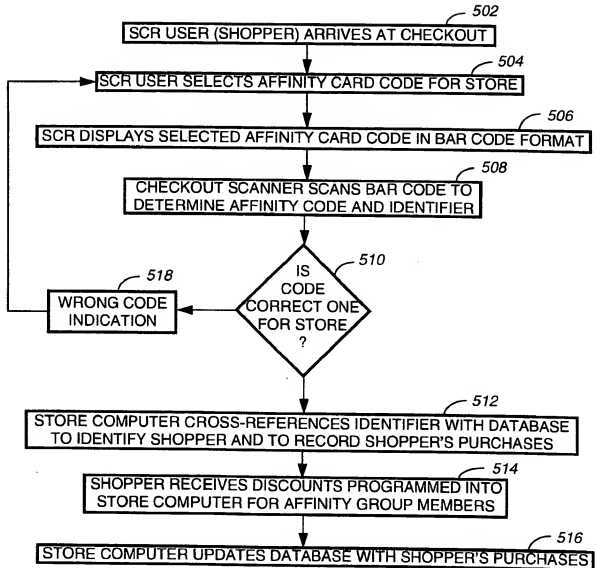 502
SCR USER (SHOPPER) ARRIVES AT CHECKOUT
504
SCR USER SELECTS AFFINITY CARD CODE FOR STORE
506
SCR DISPLAYS SELECTED AFFINITY CARD CODE IN BAR CODE FORMAT
508
CHECKOUT SCANNER SCANS BAR CODE TO
DETERMINE AFFINITY CODE AND IDENTIFIER
510
IS
CODE
CORRECT ONE
FOR STORE
?
518
WRONG CODE
INDICATION
512
STORE COMPUTER CROSS-REFERENCES IDENTIFIER WITH DATABASE
TO IDENTIFY SHOPPER AND TO RECORD SHOPPER'S PURCHASES
514
SHOPPER RECEIVES DISCOUNTS PROGRAMMED INTO
STORE COMPUTER FOR AFFINITY GROUP MEMBERS
516
STORE COMPUTER UPDATES DATABASE WITH SHOPPER'S PURCHASES